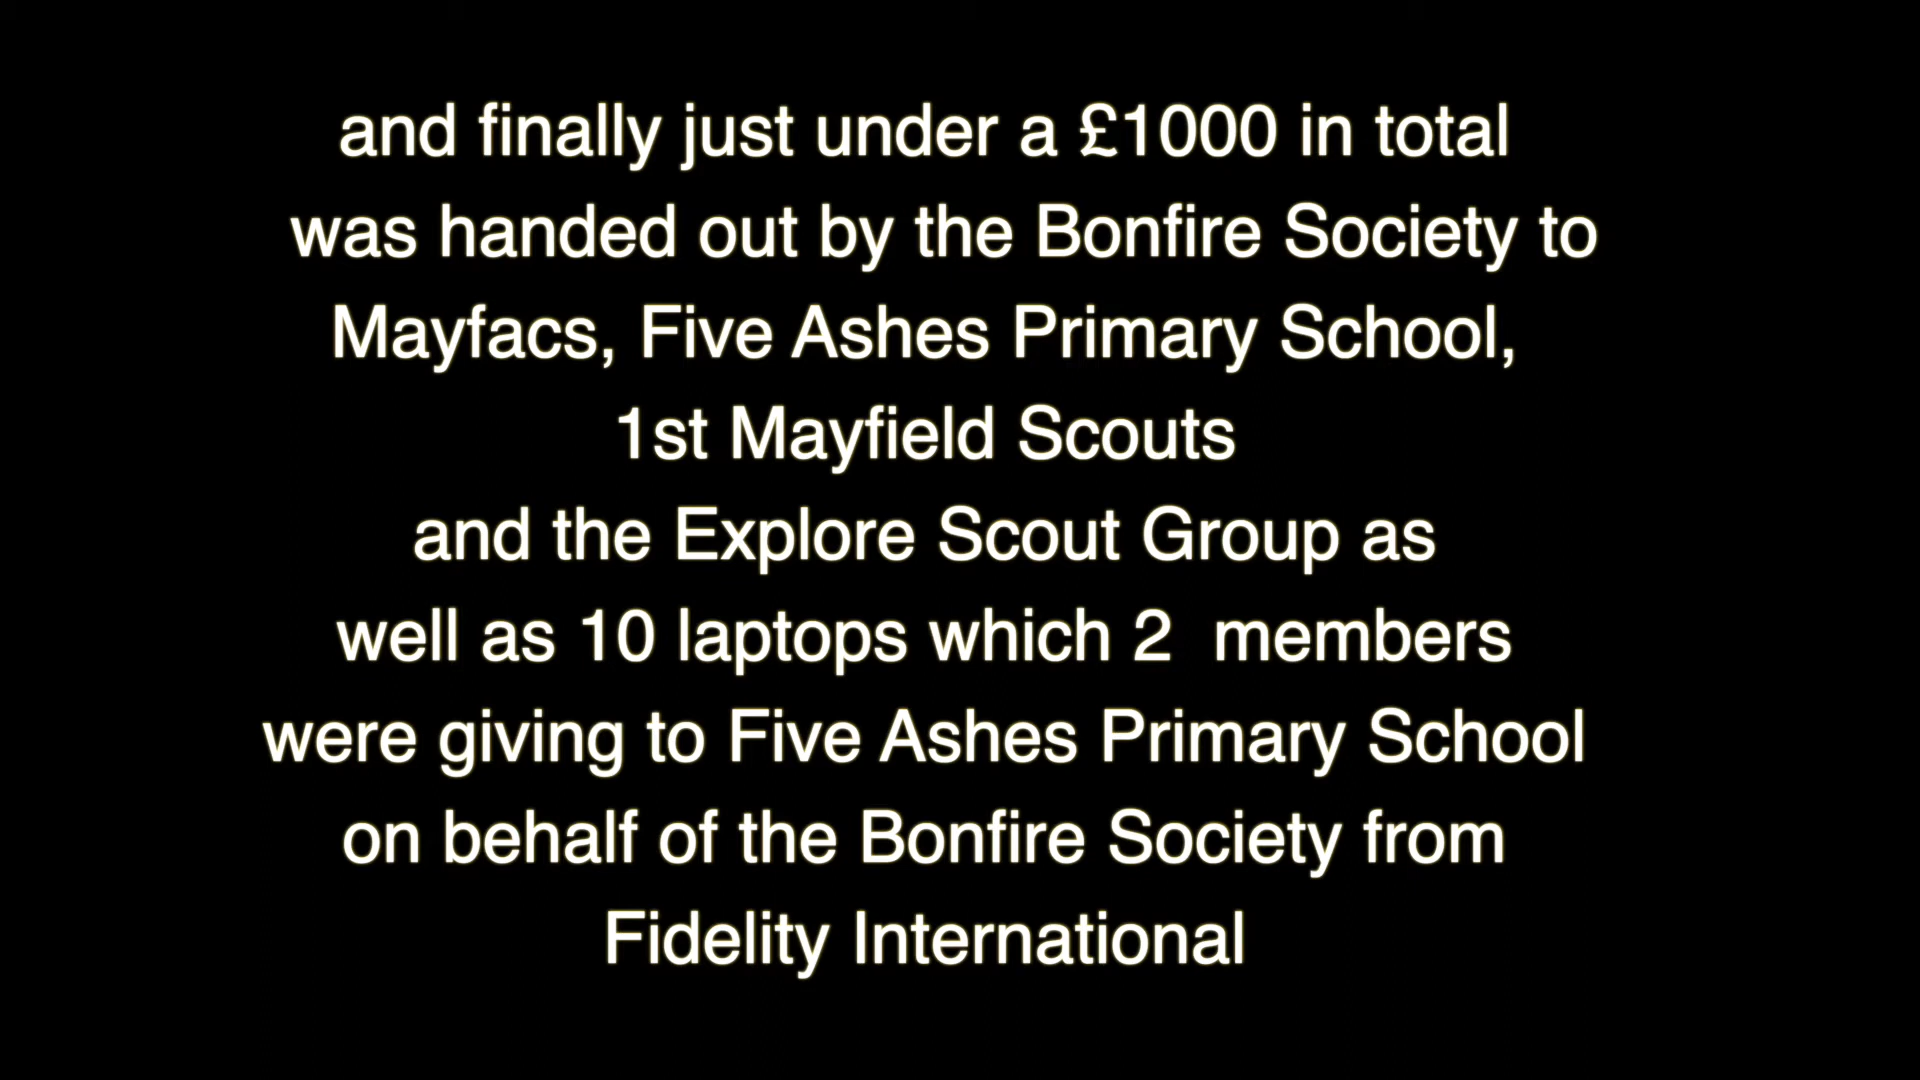 and finally just under a £1000 in total
was handed out by the Bonfire Society to
Mayfacs, Five Ashes Primary School,
1st Mayfield Scouts
and the Explore Scout Group as
well as 10 laptops which 2  members
were giving to Five Ashes Primary School
on behalf of the Bonfire Society from
Fidelity International